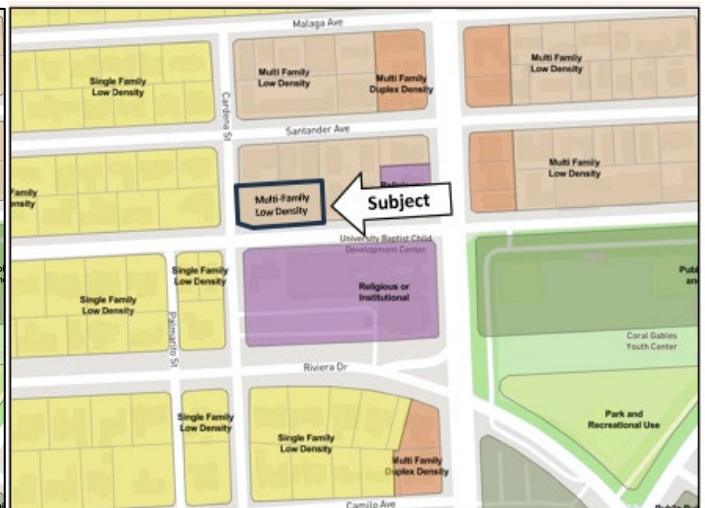 Malaga Ave
Single Family
Low Density
Cardena St
Multi Family
Low Density
Multi Family
Duplex Density
Multi Family
Low Density
Santander Ave
Family
Multi-Family
Low Density
Subject
Multi Family
Low Density
University Baptist Child
Development Center
Single Family
Low Density
Single Family
Low Density
Palmarito St
Religious or
Institutional
Coral Gables
Youth Center
Riviera Dr
Single Family
Low Density
Single Family
Low Density
Multi Family
Duplex Density
Park and
Recreational Use
Camilo Ave